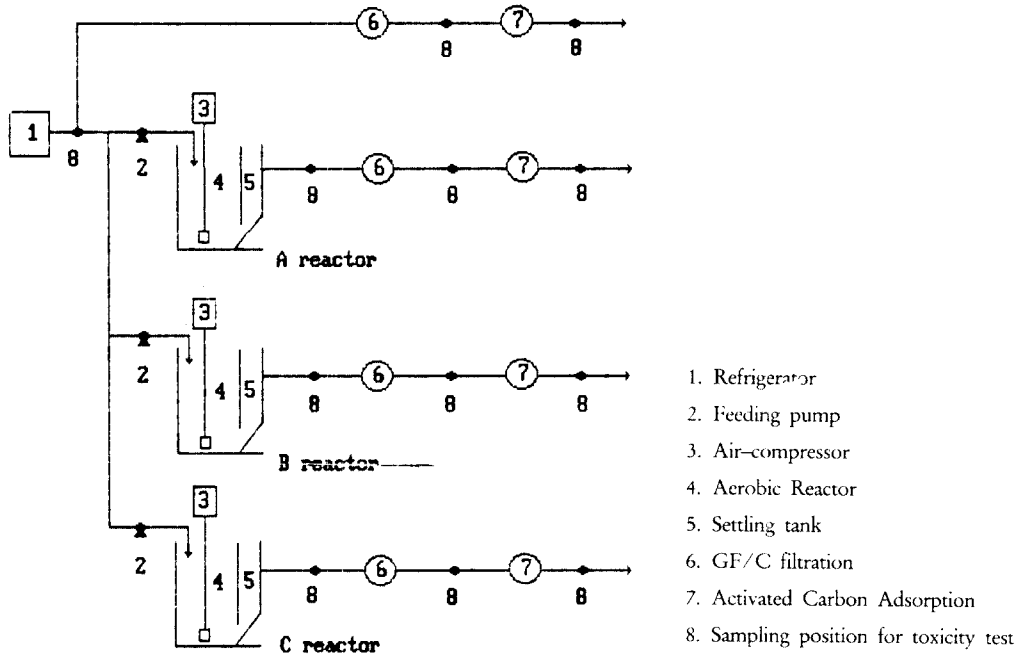 6 7
8 8
3
1
8 2 4 5 8 6 8 7 8
A reactor
3
2 4 5 8 6 8 7 8
B reactor
3
2 4 5 8 6 8 7 8
C reactor
1. Refrigerator
2. Feeding pump
3. Air-compressor
4. Aerobic Reactor
5. Settling tank
6. GF/C filtration
7. Activated Carbon Adsorption
8. Sampling position for toxicity test